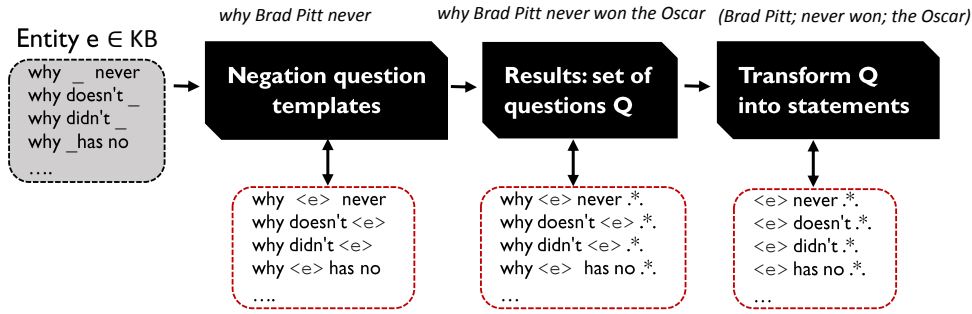 why Brad Pitt never
why Brad Pitt never won the Oscar
(Brad Pitt; never won; the Oscar)
Entity e ∈ KB
why _ never
why doesn't _
why didn't _
why _has no
….
Negation question
templates
Results: set of
questions Q
Transform Q
into statements
why <e> never
why doesn't <e>
why didn't <e>
why <e> has no
….
why <e> never .*.
why doesn't <e> .*.
why didn't <e> .*.
why <e> has no .*.
…
<e> never .*.
<e> doesn't .*.
<e> didn't .*.
<e> has no .*.
…